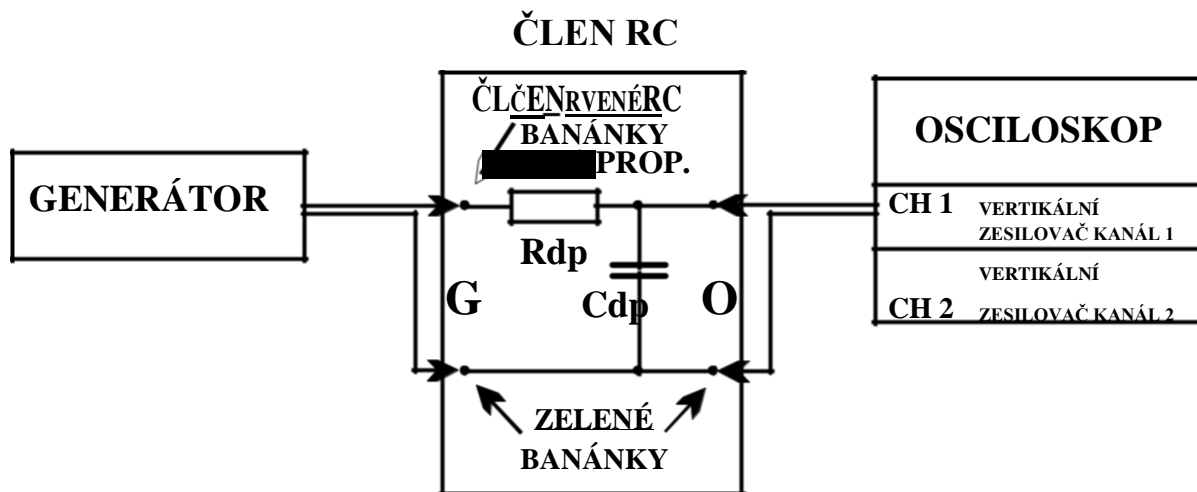 ČLEN RC
BANÁNKY
PROP.
GENERÁTOR
Rdp
Cdp
G
O
ZELENÉ
BANÁNKY
OSCILOSKOP
CH 1 VERTIKÁLNÍ
ZESILOVAČ KANÁL 1
VERTIKÁLNÍ
CH 2 ZESILOVAČ KANÁL 2